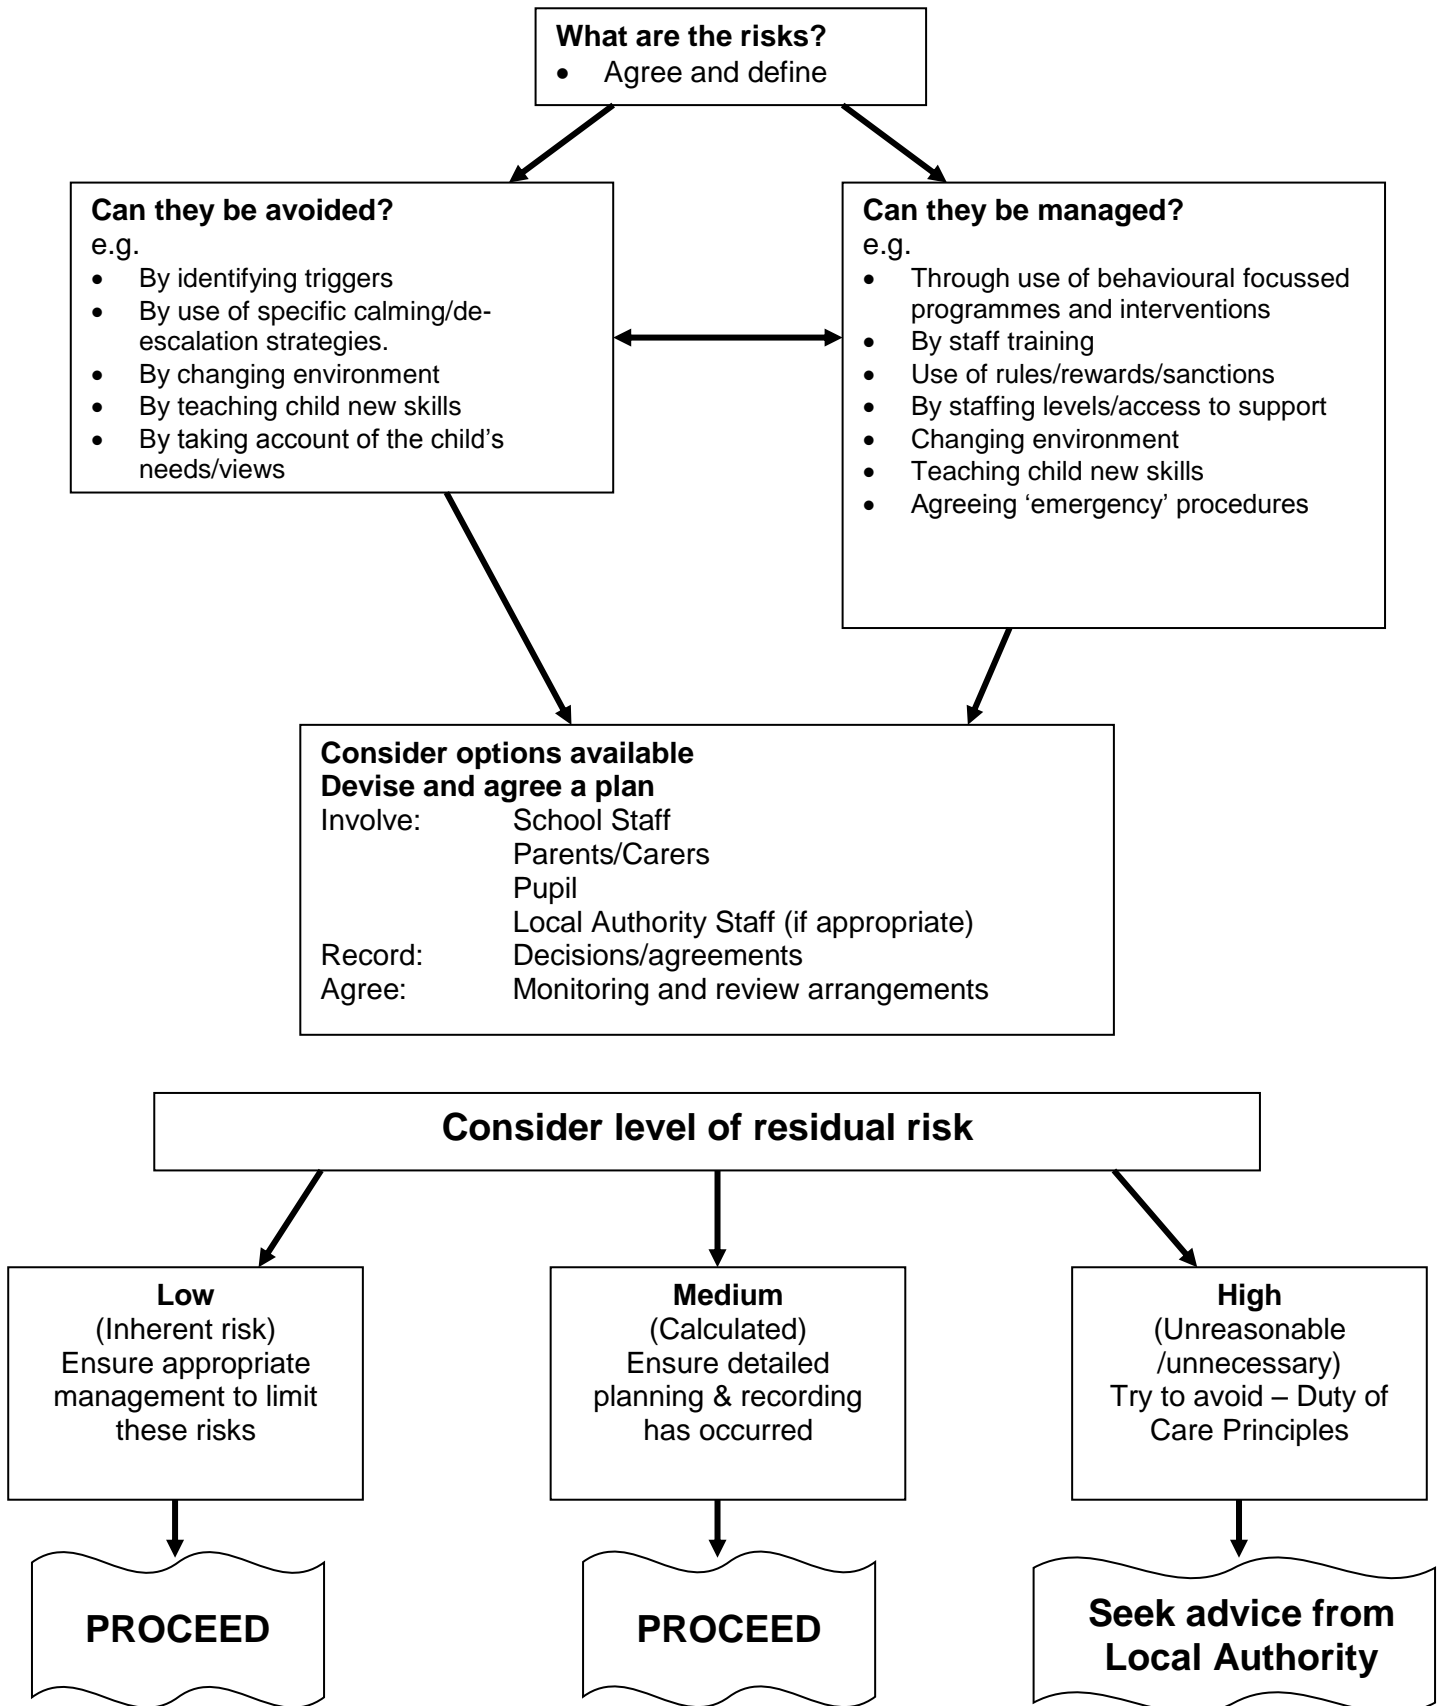 What are the risks?
• Agree and define
Can they be avoided?
e.g.
• By identifying triggers
• By use of specific calming/de-
escalation strategies.
• By changing environment
• By teaching child new skills
• By taking account of the child’s
needs/views
Can they be managed?
e.g.
• Through use of behavioural focussed
programmes and interventions
• By staff training
• Use of rules/rewards/sanctions
• By staffing levels/access to support
• Changing environment
• Teaching child new skills
• Agreeing ‘emergency’ procedures
Consider options available
Devise and agree a plan
Involve: School Staff
Parents/Carers
Pupil
Local Authority Staff (if appropriate)
Record: Decisions/agreements
Agree: Monitoring and review arrangements
Consider level of residual risk
Low
(Inherent risk)
Ensure appropriate
management to limit
these risks
Medium
(Calculated)
Ensure detailed
planning & recording
has occurred
High
(Unreasonable
/unnecessary)
Try to avoid – Duty of
Care Principles
PROCEED
PROCEED
Seek advice from
Local Authority